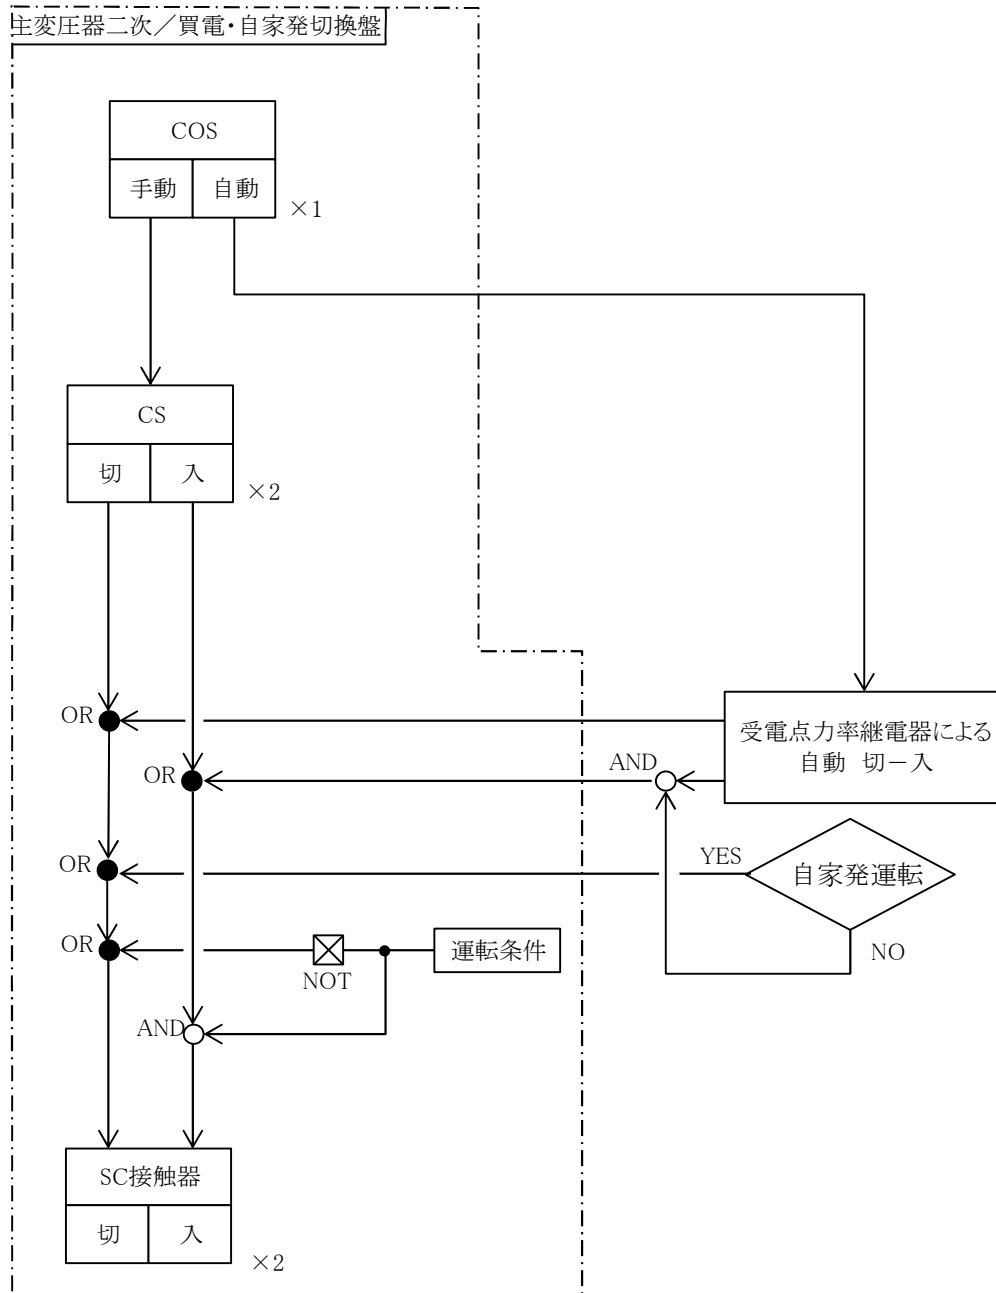 主変圧器二次／買電・自家発切換盤
COS
手動 自動
×1
CS
切 入
×2
OR
受電点力率継電器による
自動 切－入
OR
AND
OR
YES
自家発運転
OR
NOT
運転条件
NO
AND
SC接触器
切 入
×2